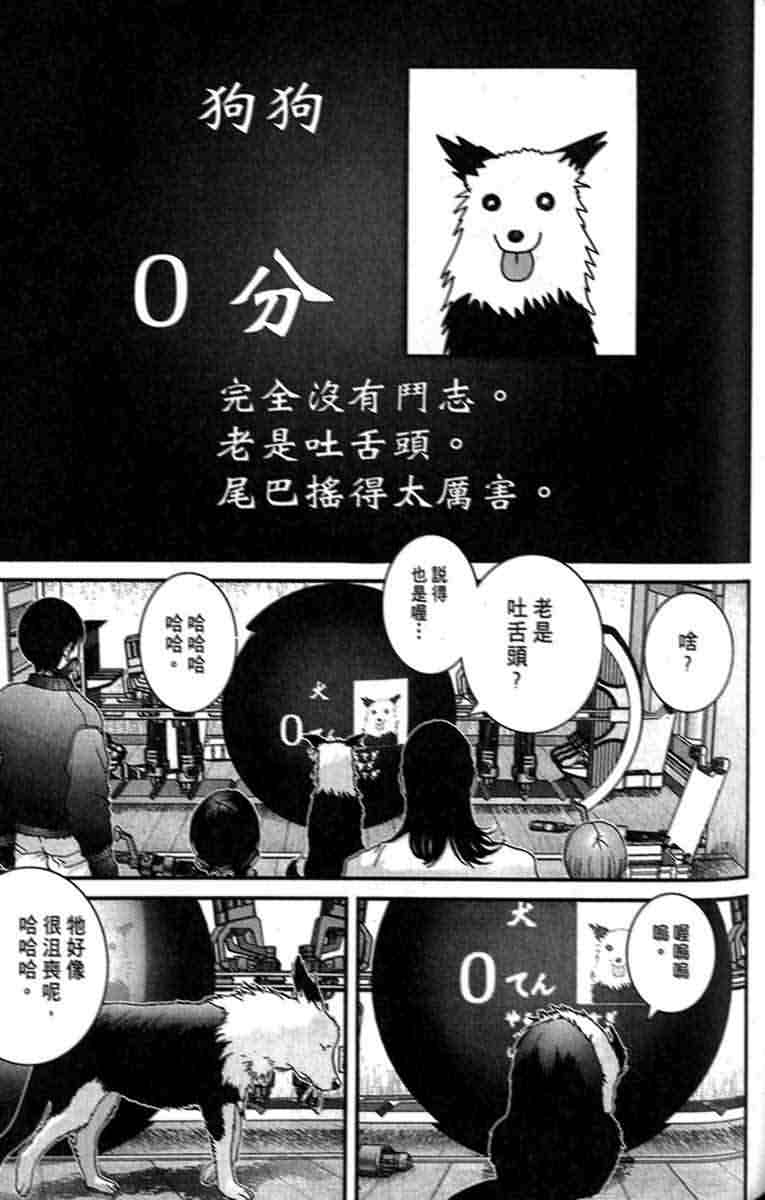 狗狗
0分
完全沒有鬥志。
老是吐舌頭。
尾巴搖得太厲害。
啥?
老是
吐舌頭?
說得
也是喔…
哈哈哈
哈哈。
犬
0てん
喔嗚嗚
嗚。
犬
0てん
牠好像
很沮喪呢,
哈哈哈。